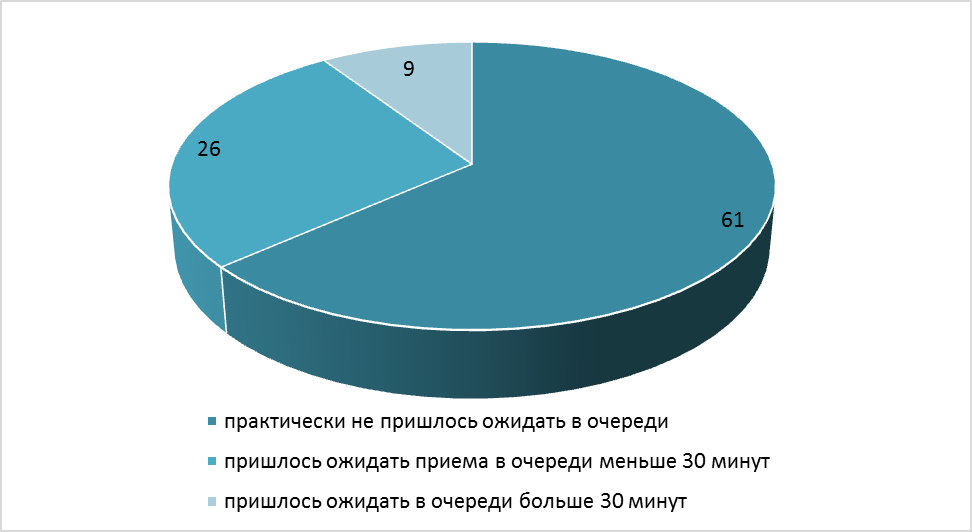 9
26
61
практически не пришлось ожидать в очереди
пришлось ожидать приема в очереди меньше 30 минут
пришлось ожидать в очереди больше 30 минут